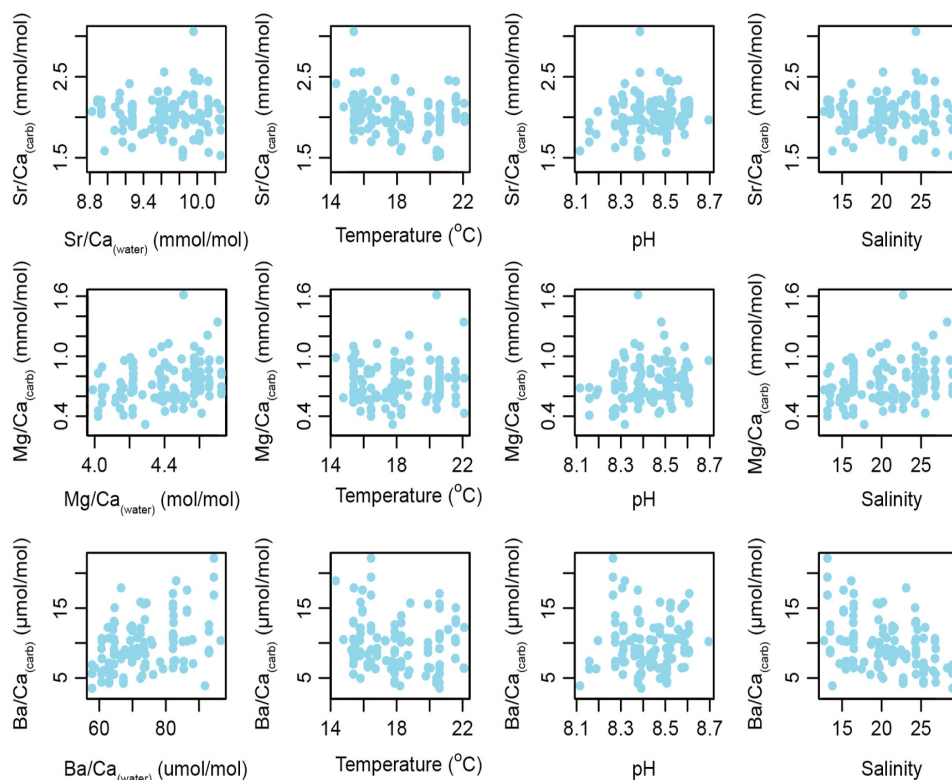 Sr/Ca(carb) (mmol/mol)
1.5 2.5
8.8 9.4 10.0
Sr/Ca(water) (mmol/mol)
Sr/Ca(carb) (mmol/mol)
1.5 2.5
14 18 22
Temperature (°C)
Sr/Ca(carb) (mmol/mol)
1.5 2.5
8.1 8.3 8.5 8.7
pH
Sr/Ca(carb) (mmol/mol)
1.5 2.5
15 20 25
Salinity
Mg/Ca(carb) (mmol/mol)
0.4 1.0 1.6
4.0 4.4
Mg/Ca(water) (mol/mol)
Mg/Ca(carb) (mmol/mol)
0.4 1.0 1.6
14 18 22
Temperature (°C)
Mg/Ca(carb) (mmol/mol)
0.4 1.0 1.6
8.1 8.3 8.5 8.7
pH
Mg/Ca(carb) (mmol/mol)
0.4 1.0 1.6
15 20 25
Salinity
Ba/Ca(carb) (µmol/mol)
5 15
60 80
Ba/Ca(water) (umol/mol)
Ba/Ca(carb) (µmol/mol)
5 15
14 18 22
Temperature (°C)
Ba/Ca(carb) (µmol/mol)
5 15
8.1 8.3 8.5 8.7
pH
Ba/Ca(carb) (µmol/mol)
5 15
15 20 25
Salinity